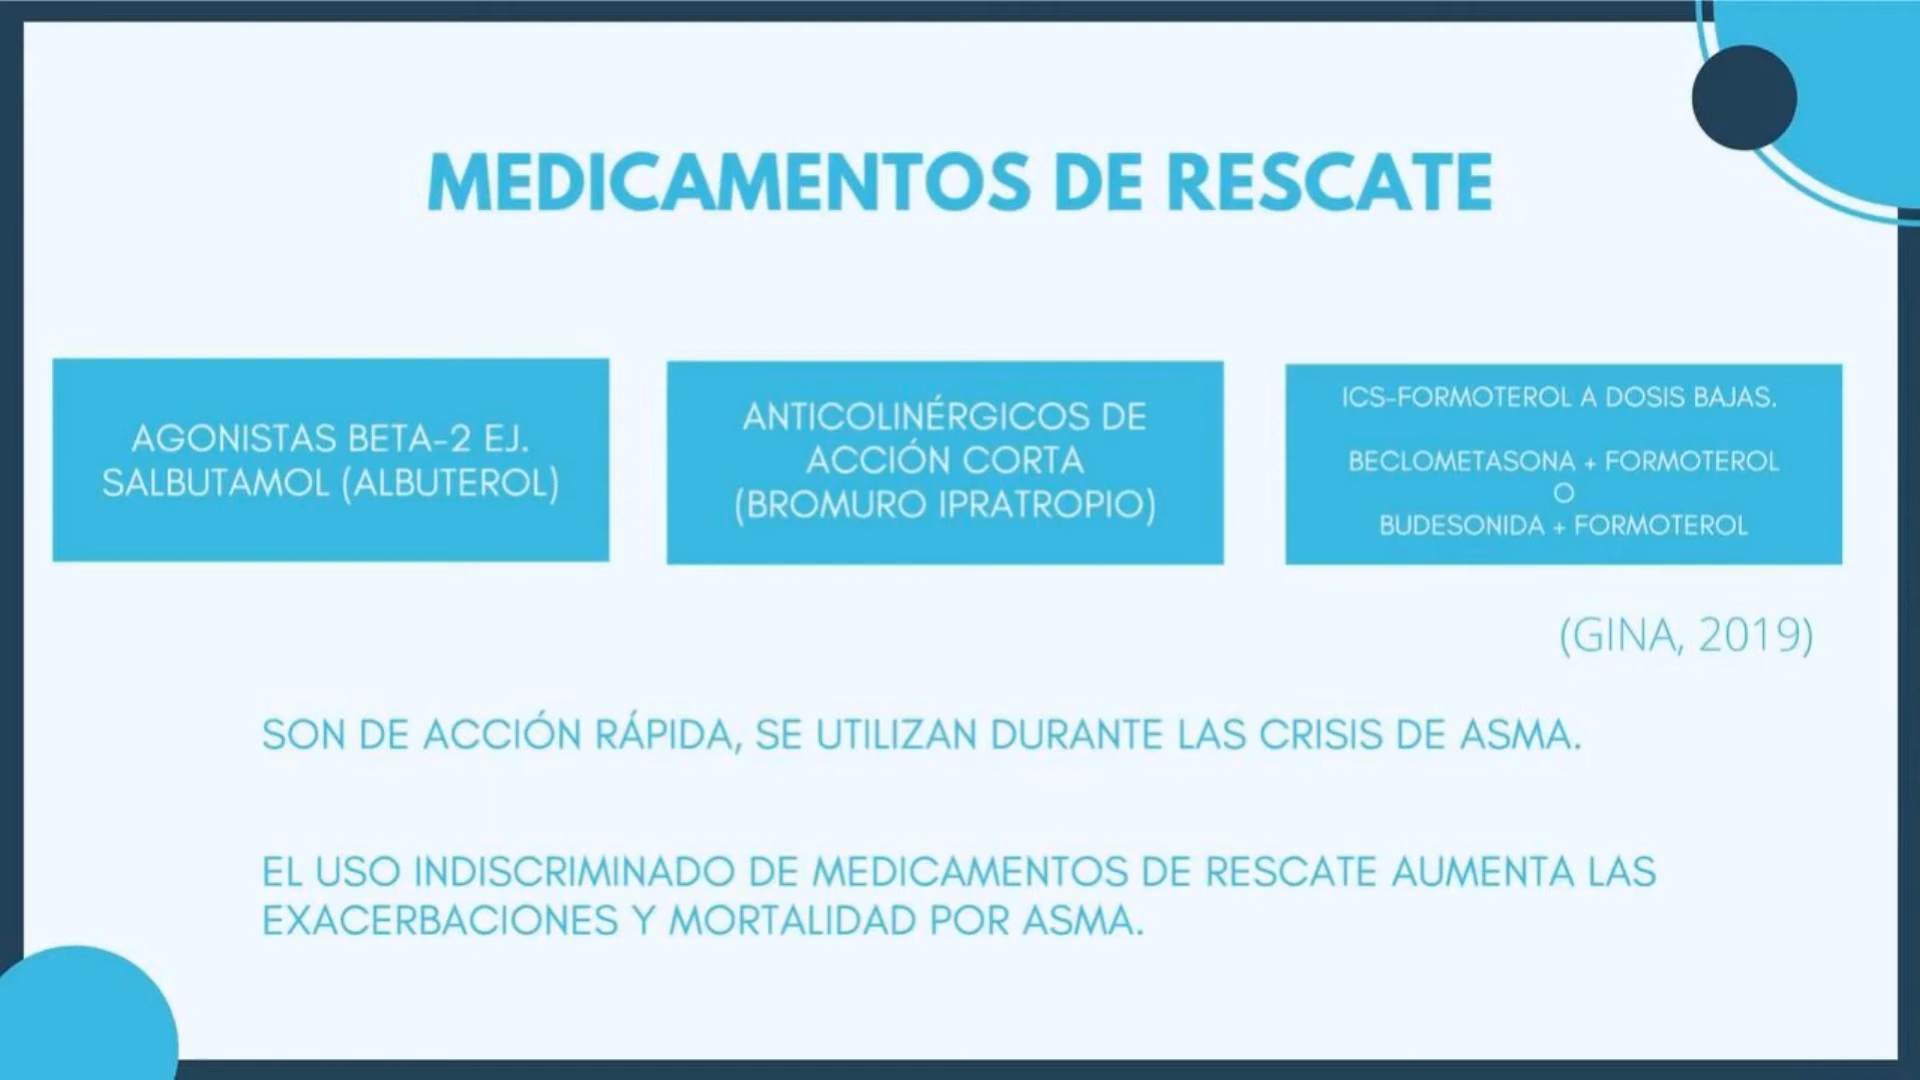 MEDICAMENTOS DE RESCATE
AGONISTAS BETA-2 EJ.
SALBUTAMOL (ALBUTEROL)
ANTICOLINÉRGICOS DE
ACCIÓN CORTA
(BROMURO IPRATROPIO)
ICS-FORMOTEROL A DOSIS BAJAS.
BECLOMETASONA + FORMOTEROL
O
BUDESONIDA + FORMOTEROL
(GINA, 2019)
SON DE ACCIÓN RÁPIDA, SE UTILIZAN DURANTE LAS CRISIS DE ASMA.
EL USO INDISCRIMINADO DE MEDICAMENTOS DE RESCATE AUMENTA LAS
EXACERBACIONES Y MORTALIDAD POR ASMA.